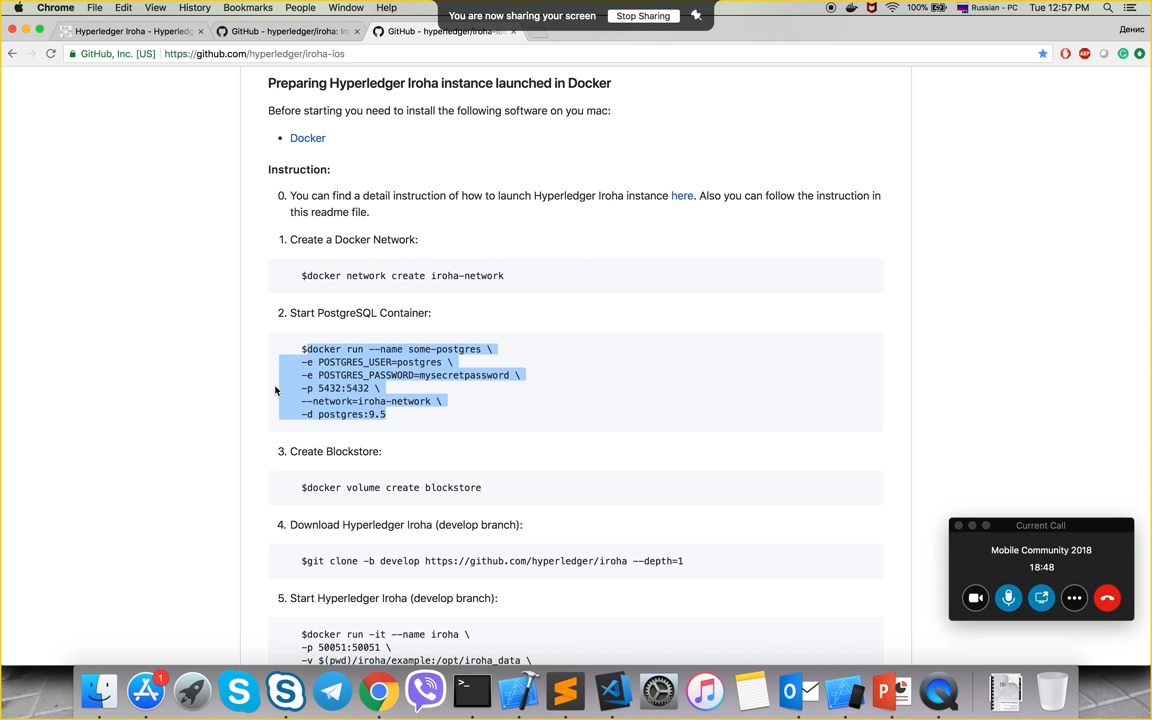 Chrome File Edit View History Bookmarks People Window Help
You are now sharing your screen Stop Sharing
100% Russian - PC Tue 12:57 PM
Hyperledger Iroha - Hyperledg × GitHub - hyperledger/iroha: In × GitHub - hyperledger/iroha-ios × Денис
GitHub, Inc. [US] https://github.com/hyperledger/iroha-ios
ABP
Preparing Hyperledger Iroha instance launched in Docker
Before starting you need to install the following software on you mac:
• Docker
Instruction:
0. You can find a detail instruction of how to launch Hyperledger Iroha instance here. Also you can follow the instruction in
this readme file.
1. Create a Docker Network:
$docker network create iroha-network
2. Start PostgreSQL Container:
$docker run --name some-postgres \
-e POSTGRES_USER=postgres \
-e POSTGRES_PASSWORD=mysecretpassword \
-p 5432:5432 \
--network=iroha-network \
-d postgres:9.5
3. Create Blockstore:
$docker volume create blockstore
4. Download Hyperledger Iroha (develop branch):
$git clone -b develop https://github.com/hyperledger/iroha --depth=1
5. Start Hyperledger Iroha (develop branch):
$docker run -it --name iroha \
-p 50051:50051 \
-v $(pwd)/iroha/example:/opt/iroha_data \
Current Call
Mobile Community 2018
18:48
1